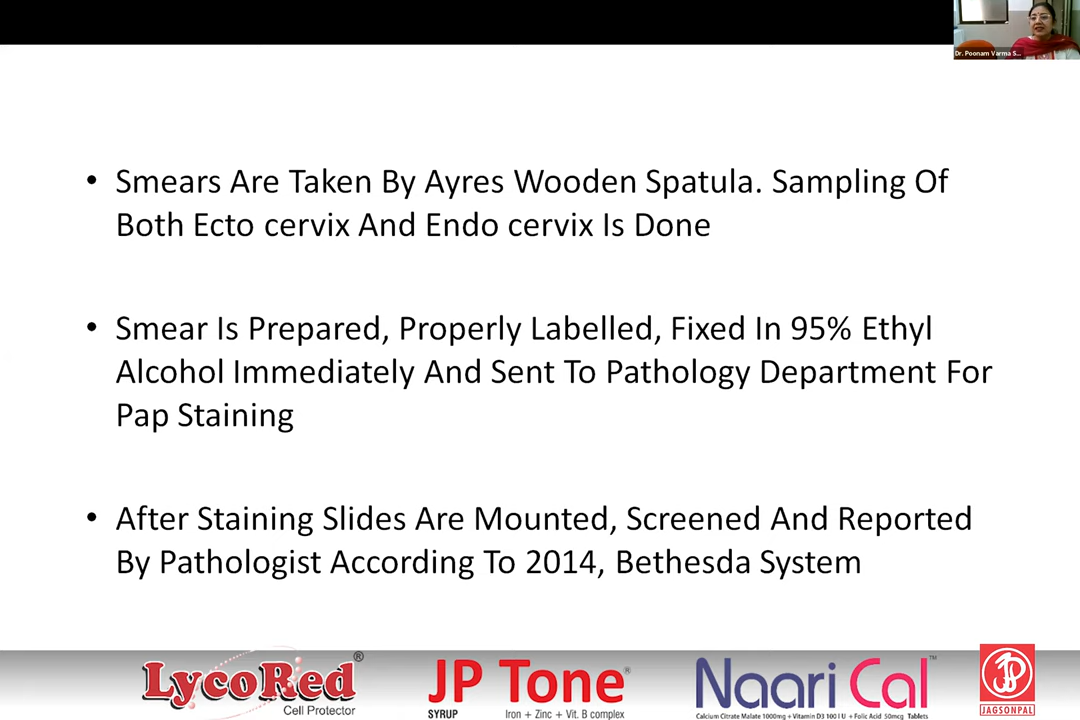 Dr. Poonam Varma S...
• Smears Are Taken By Ayres Wooden Spatula. Sampling Of
Both Ecto cervix And Endo cervix Is Done
• Smear Is Prepared, Properly Labelled, Fixed In 95% Ethyl
Alcohol Immediately And Sent To Pathology Department For
Pap Staining
• After Staining Slides Are Mounted, Screened And Reported
By Pathologist According To 2014, Bethesda System
LycoRed®
Cell Protector
JP Tone®
SYRUP Iron + Zinc + Vit. B complex
Naari Cal™
Calcium Citrate Malate 1000mg + Vitamin D3 100 I U + Folic Acid 50mcg Tablets
JAGSONPAL